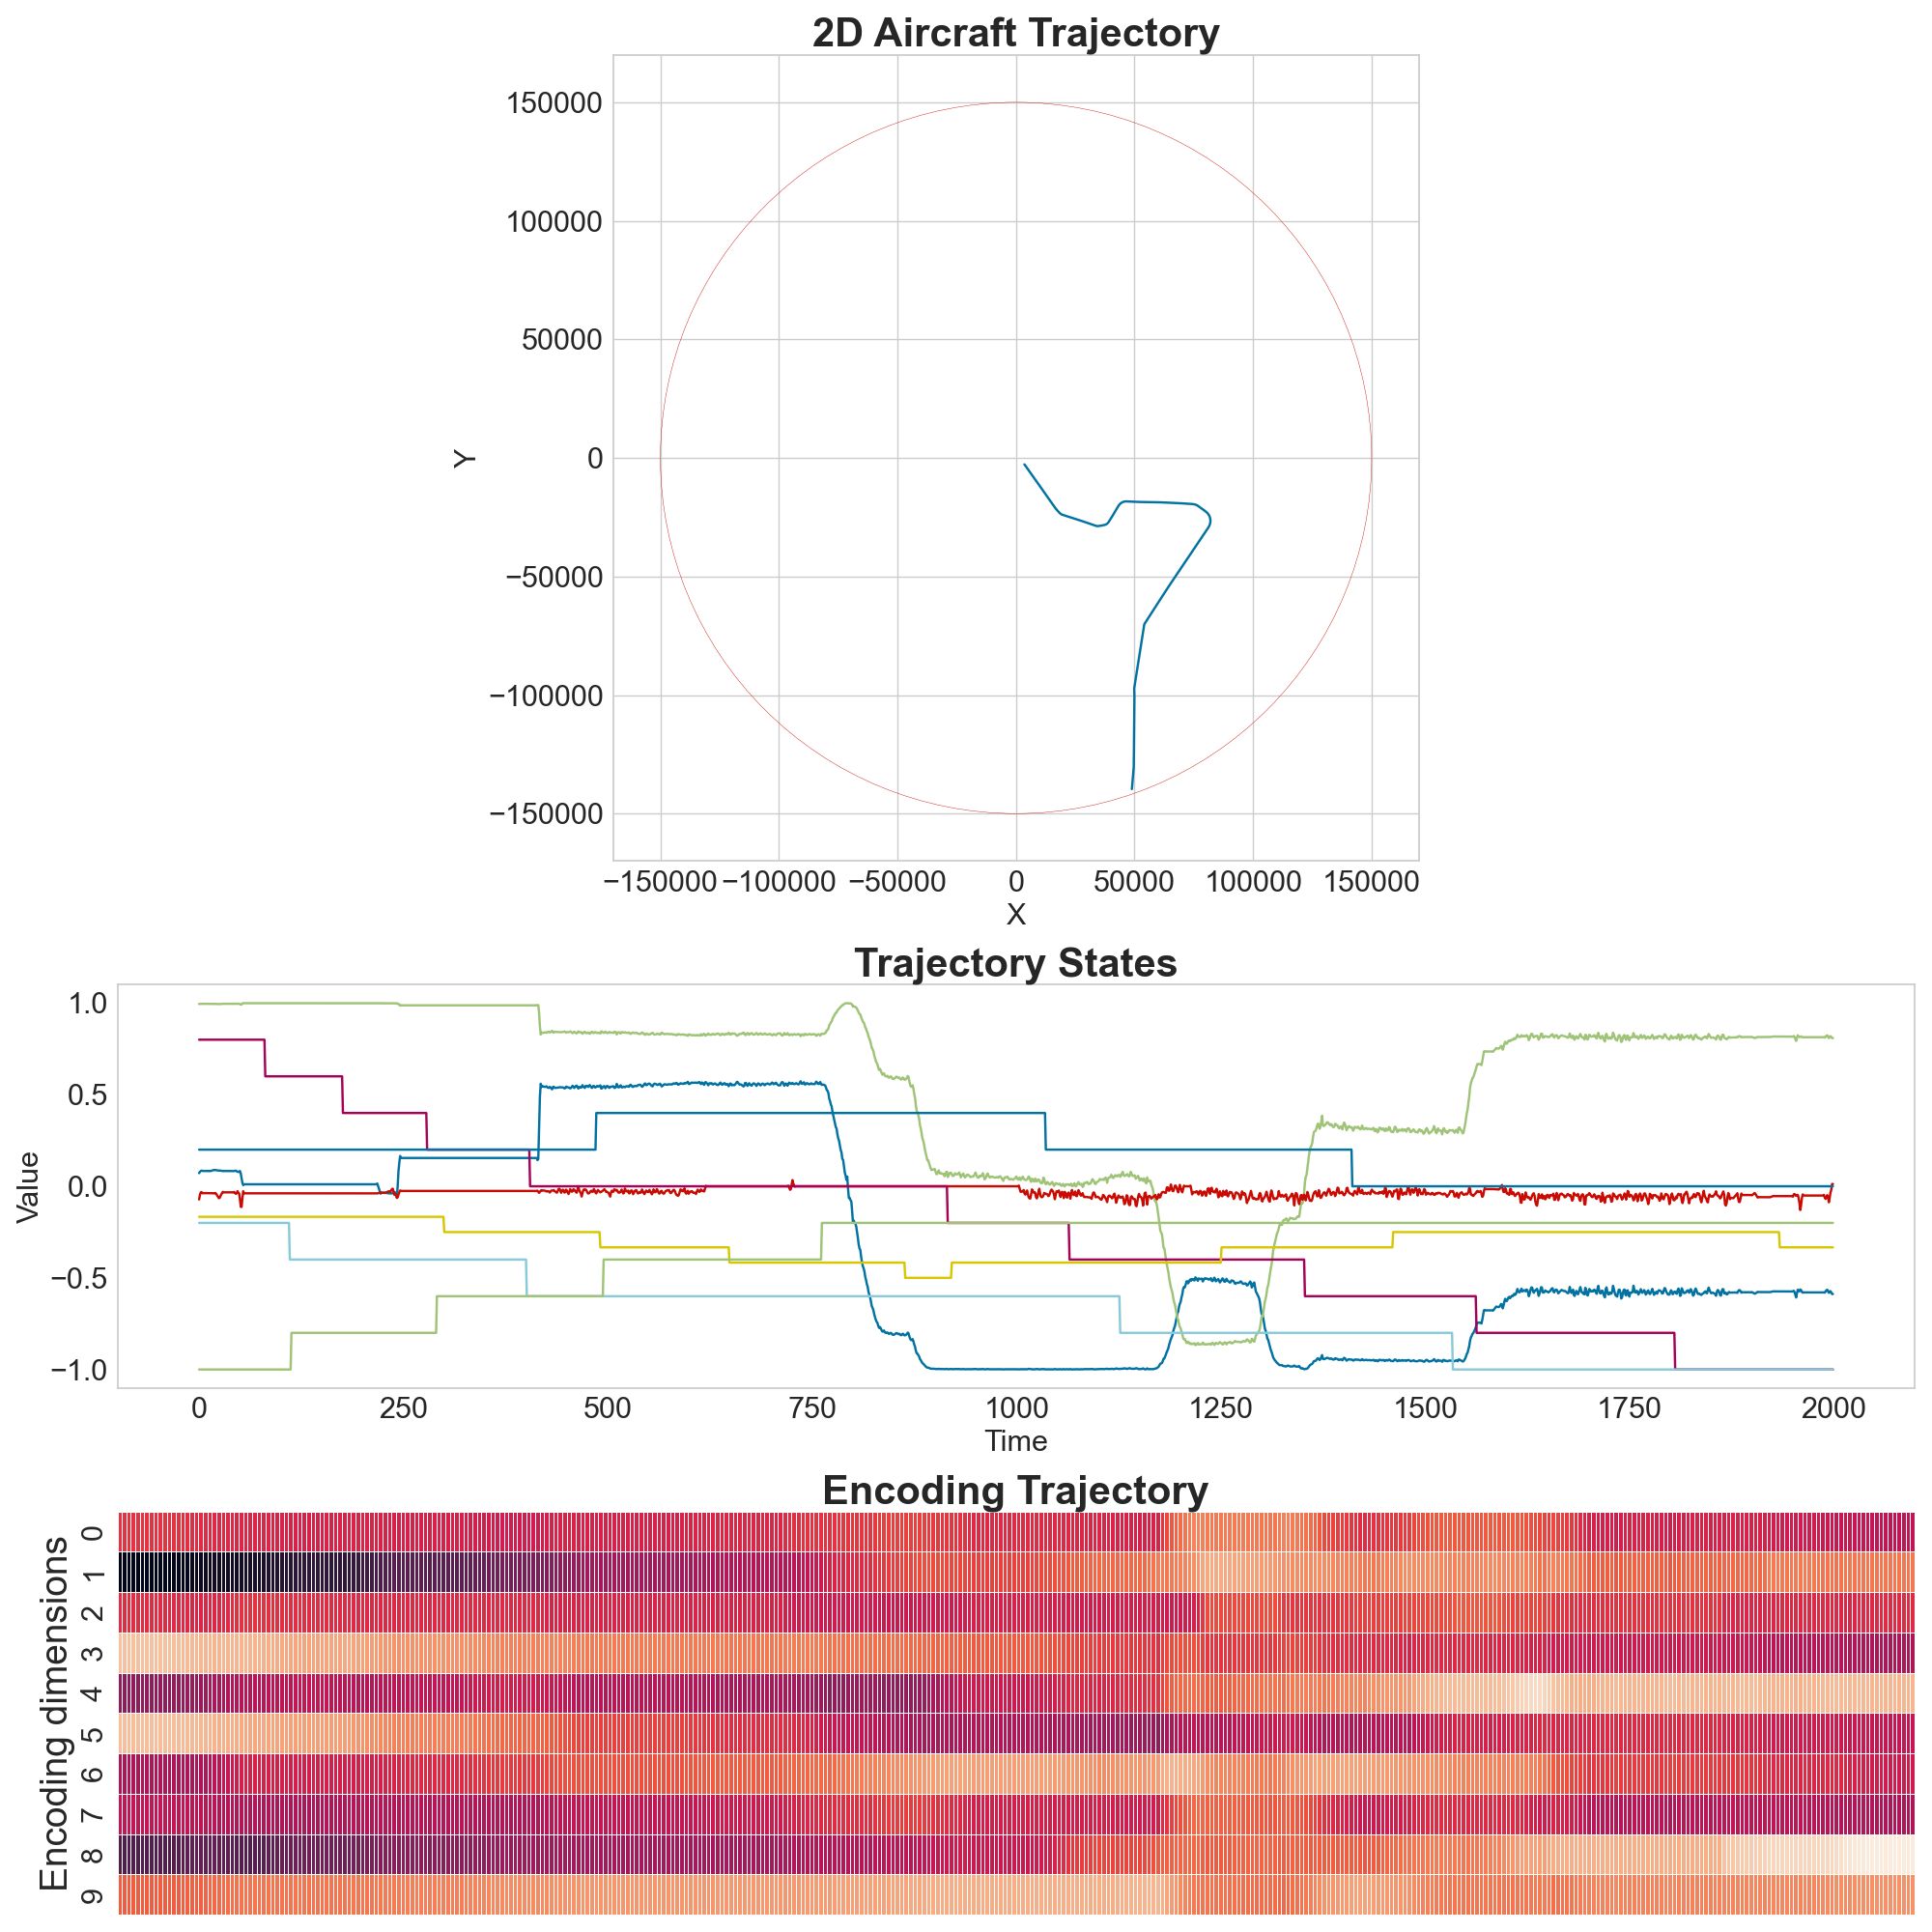 2D Aircraft Trajectory
150000
100000
50000
0
−50000
−100000
−150000
Y
−150000 −100000 −50000 0 50000 100000 150000
X
Trajectory States
1.0
0.5
0.0
−0.5
−1.0
Value
0 250 500 750 1000 1250 1500 1750 2000
Time
Encoding Trajectory
Encoding dimensions
0
1
2
3
4
5
6
7
8
9